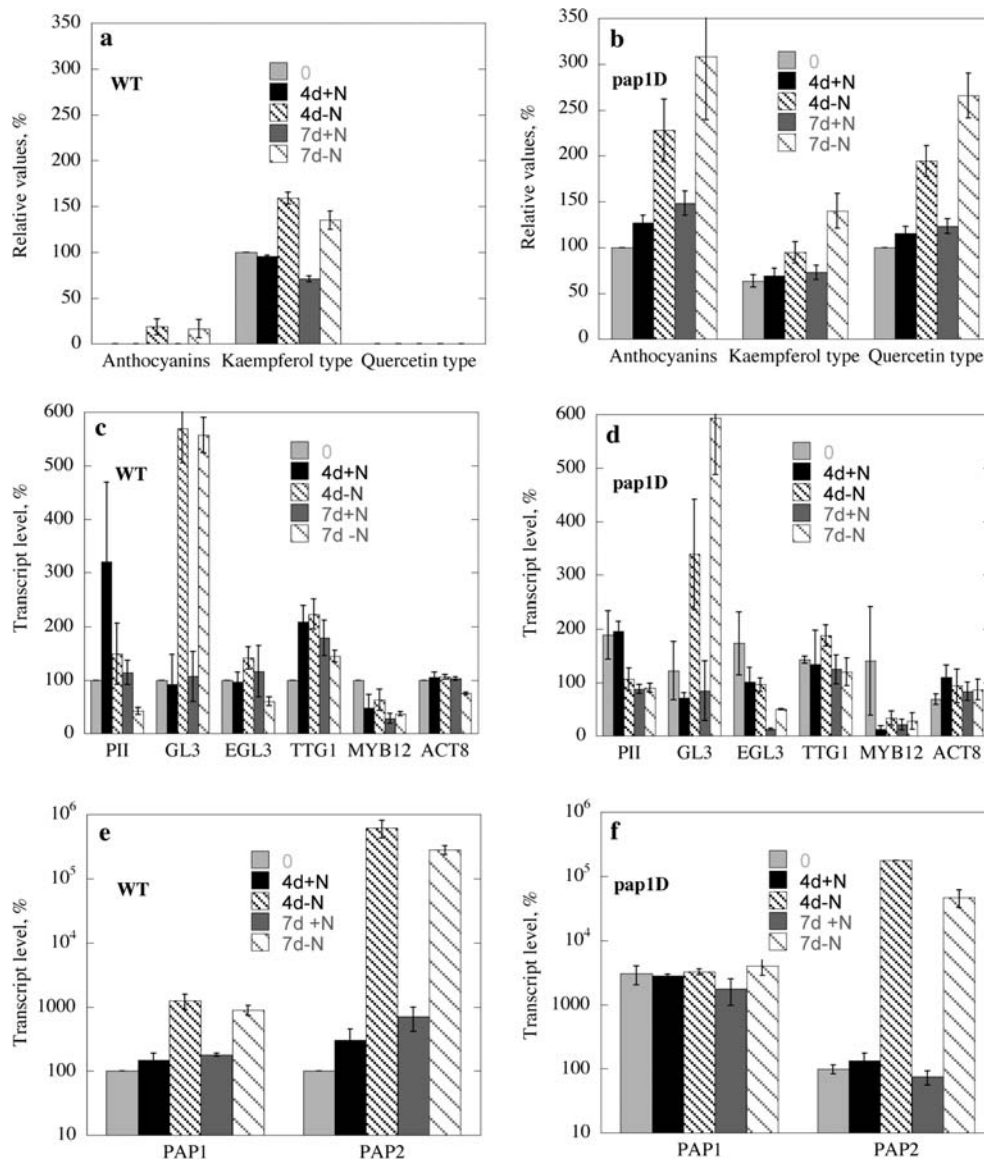 a
WT
0
4d+N
4d-N
7d+N
7d-N
Relative values, %
350
300
250
200
150
100
50
0
Anthocyanins Kaempferol type Quercetin type
b
pap1D
0
4d+N
4d-N
7d+N
7d-N
Relative values, %
350
300
250
200
150
100
50
0
Anthocyanins Kaempferol type Quercetin type
c
WT
0
4d+N
4d-N
7d+N
7d -N
Transcript level, %
600
500
400
300
200
100
0
PII GL3 EGL3 TTG1 MYB12 ACT8
d
pap1D
0
4d+N
4d-N
7d+N
7d-N
Transcript level, %
600
500
400
300
200
100
0
PII GL3 EGL3 TTG1 MYB12 ACT8
e
WT
0
4d+N
4d-N
7d +N
7d-N
Transcript level, %
10⁶
10⁵
10⁴
1000
100
10
PAP1 PAP2
f
pap1D
0
4d+N
4d-N
7d +N
7d-N
Transcript level, %
10⁶
10⁵
10⁴
1000
100
10
PAP1 PAP2